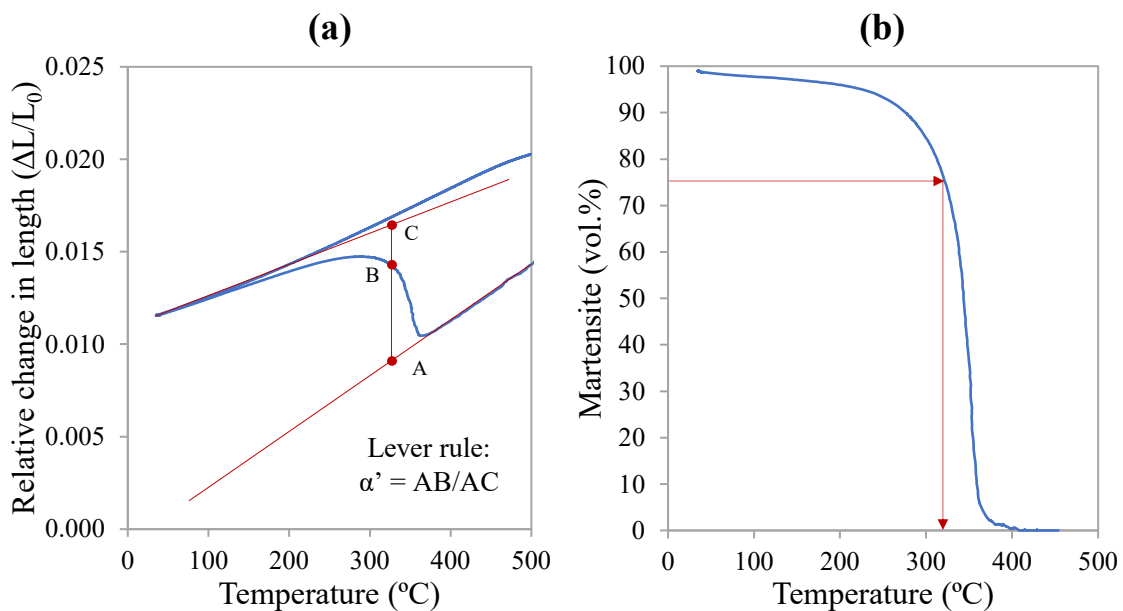 (a)
Relative change in length (ΔL/L₀)
0.025
0.020
0.015
0.010
0.005
0.000
C
B
A
Lever rule:
α’ = AB/AC
0
100
200
300
400
500
Temperature (ºC)
(b)
Martensite (vol.%)
100
90
80
70
60
50
40
30
20
10
0
0
100
200
300
400
500
Temperature (ºC)